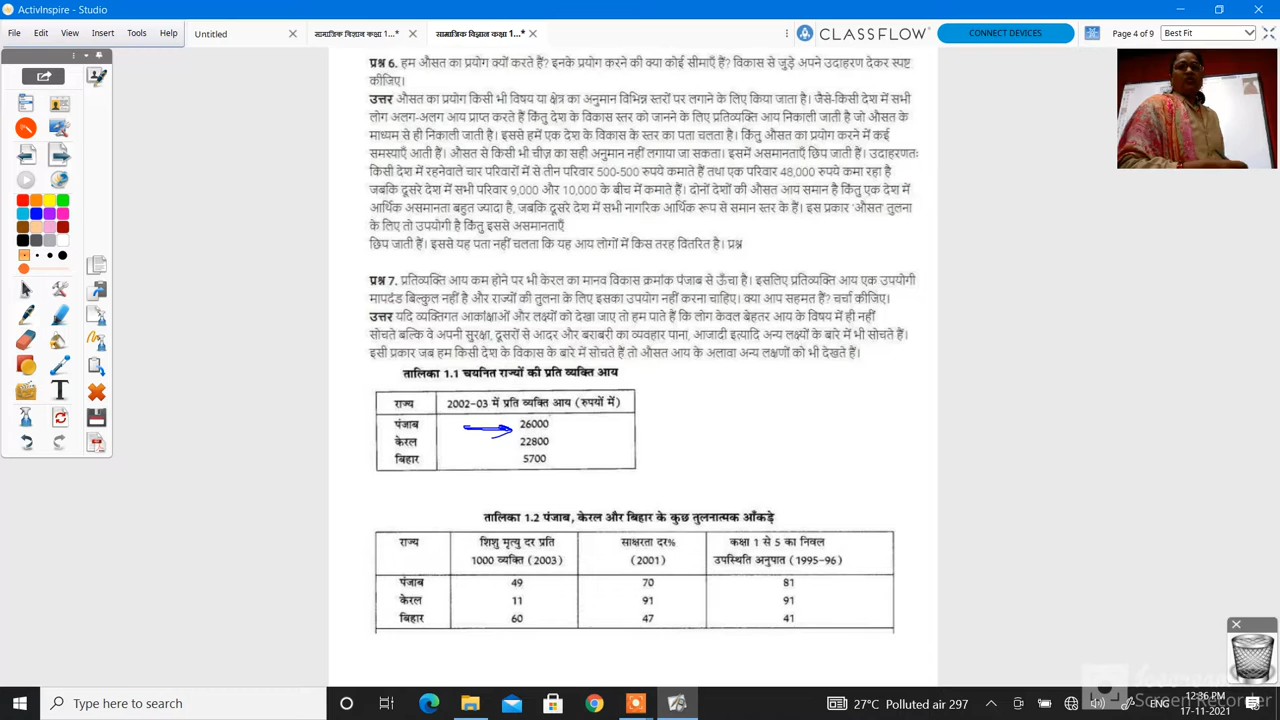 ActivInspire - Studio
File Edit View Insert Tools Help
Untitled
सामाजिक विज्ञान कक्षा 1...*
सामाजिक विज्ञान कक्षा 1...*
CLASSFLOW
CONNECT DEVICES
Page 4 of 9
Best Fit
प्रश्न 6. हम औसत का प्रयोग क्यों करते हैं? इनके प्रयोग करने की क्या कोई सीमाएँ हैं? विकास से जुड़े अपने उदाहरण देकर स्पष्ट
कीजिए।
उत्तर औसत का प्रयोग किसी भी विषय या क्षेत्र का अनुमान विभिन्न स्तरों पर लगाने के लिए किया जाता है। जैसे-किसी देश में सभी
लोग अलग-अलग आय प्राप्त करते हैं किंतु देश के विकास स्तर को जानने के लिए प्रतिव्यक्ति आय निकाली जाती है जो औसत के
माध्यम से ही निकाली जाती है। इससे हमें एक देश के विकास के स्तर का पता चलता है। किंतु औसत का प्रयोग करने में कई
समस्याएँ आती हैं। औसत से किसी भी चीज़ का सही अनुमान नहीं लगाया जा सकता। इसमें असमानताएँ छिप जाती हैं। उदाहरणतः
किसी देश में रहनेवाले चार परिवारों में से तीन परिवार 500-500 रुपये कमाते हैं तथा एक परिवार 48,000 रुपये कमा रहा है
जबकि दूसरे देश में सभी परिवार 9,000 और 10,000 के बीच में कमाते हैं। दोनों देशों की औसत आय समान है किंतु एक देश में
आर्थिक असमानता बहुत ज्यादा है, जबकि दूसरे देश में सभी नागरिक आर्थिक रूप से समान स्तर के हैं। इस प्रकार 'औसत' तुलना
के लिए तो उपयोगी है किंतु इससे असमानताएँ
छिप जाती हैं। इससे यह पता नहीं चलता कि यह आय लोगों में किस तरह वितरित है। प्रश्न
प्रश्न 7. प्रतिव्यक्ति आय कम होने पर भी केरल का मानव विकास क्रमांक पंजाब से ऊँचा है। इसलिए प्रतिव्यक्ति आय एक उपयोगी
मापदंड बिल्कुल नहीं है और राज्यों की तुलना के लिए इसका उपयोग नहीं करना चाहिए। क्या आप सहमत हैं? चर्चा कीजिए।
उत्तर यदि व्यक्तिगत आकांक्षाओं और लक्ष्यों को देखा जाए तो हम पाते हैं कि लोग केवल बेहतर आय के विषय में ही नहीं
सोचते बल्कि वे अपनी सुरक्षा, दूसरों से आदर और बराबरी का व्यवहार पाना, आजादी इत्यादि अन्य लक्ष्यों के बारे में भी सोचते हैं।
इसी प्रकार जब हम किसी देश के विकास के बारे में सोचते हैं तो औसत आय के अलावा अन्य लक्षणों को भी देखते हैं।
तालिका 1.1 चयनित राज्यों की प्रति व्यक्ति आय
राज्य 2002-03 में प्रति व्यक्ति आय (रुपयों में)
पंजाब 26000
केरल 22800
बिहार 5700
तालिका 1.2 पंजाब, केरल और बिहार के कुछ तुलनात्मक आँकड़े
राज्य शिशु मृत्यु दर प्रति साक्षरता दर% कक्षा 1 से 5 का निवल
1000 व्यक्ति (2003) (2001) उपस्थिति अनुपात (1995-96)
पंजाब 49 70 81
केरल 11 91 91
बिहार 60 47 41
Screen Recorder
Type here to search
27°C Polluted air 297
ENG
12:36 PM
17-11-2021